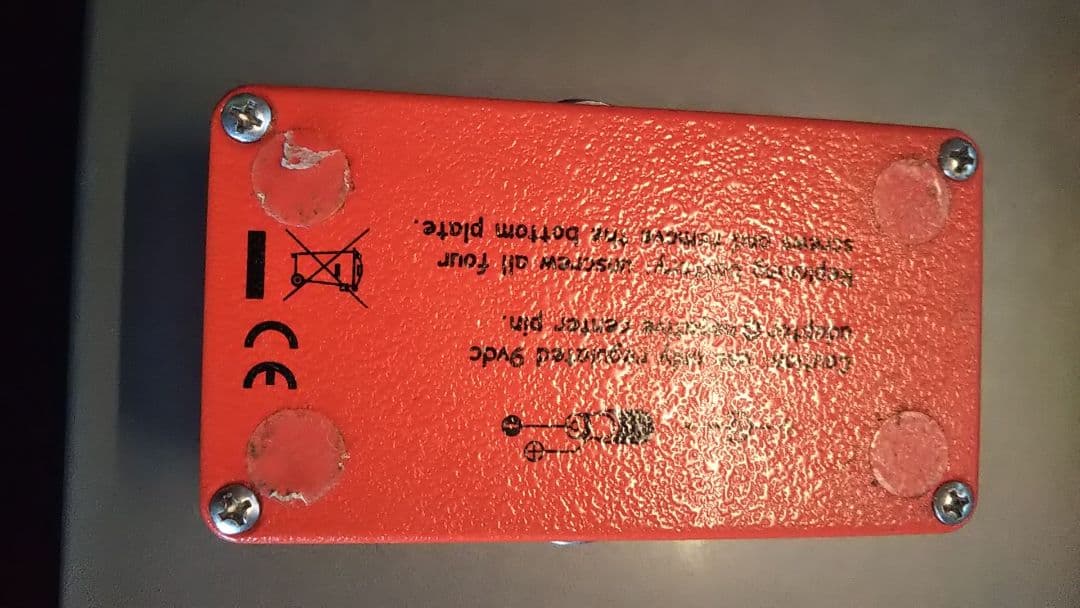 Caution: use only regulated 9vdc
adapter & negative center pin.
Replacing battery: unscrew all four
screws and remove the bottom plate.
CE